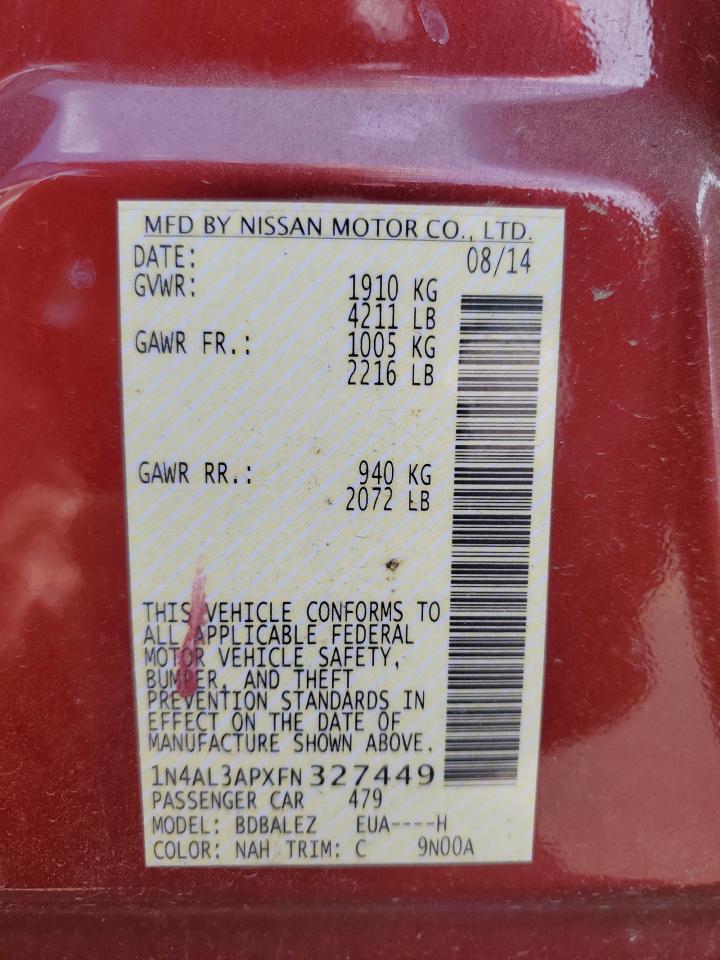 MFD BY NISSAN MOTOR CO., LTD.
DATE: 08/14
GVWR: 1910 KG
4211 LB
GAWR FR.: 1005 KG
2216 LB
GAWR RR.: 940 KG
2072 LB
THIS VEHICLE CONFORMS TO
ALL APPLICABLE FEDERAL
MOTOR VEHICLE SAFETY,
BUMPER, AND THEFT
PREVENTION STANDARDS IN
EFFECT ON THE DATE OF
MANUFACTURE SHOWN ABOVE.
1N4AL3APXFN 327449
PASSENGER CAR 479
MODEL: BDBALEZ EUA----H
COLOR: NAH TRIM: C 9N00A